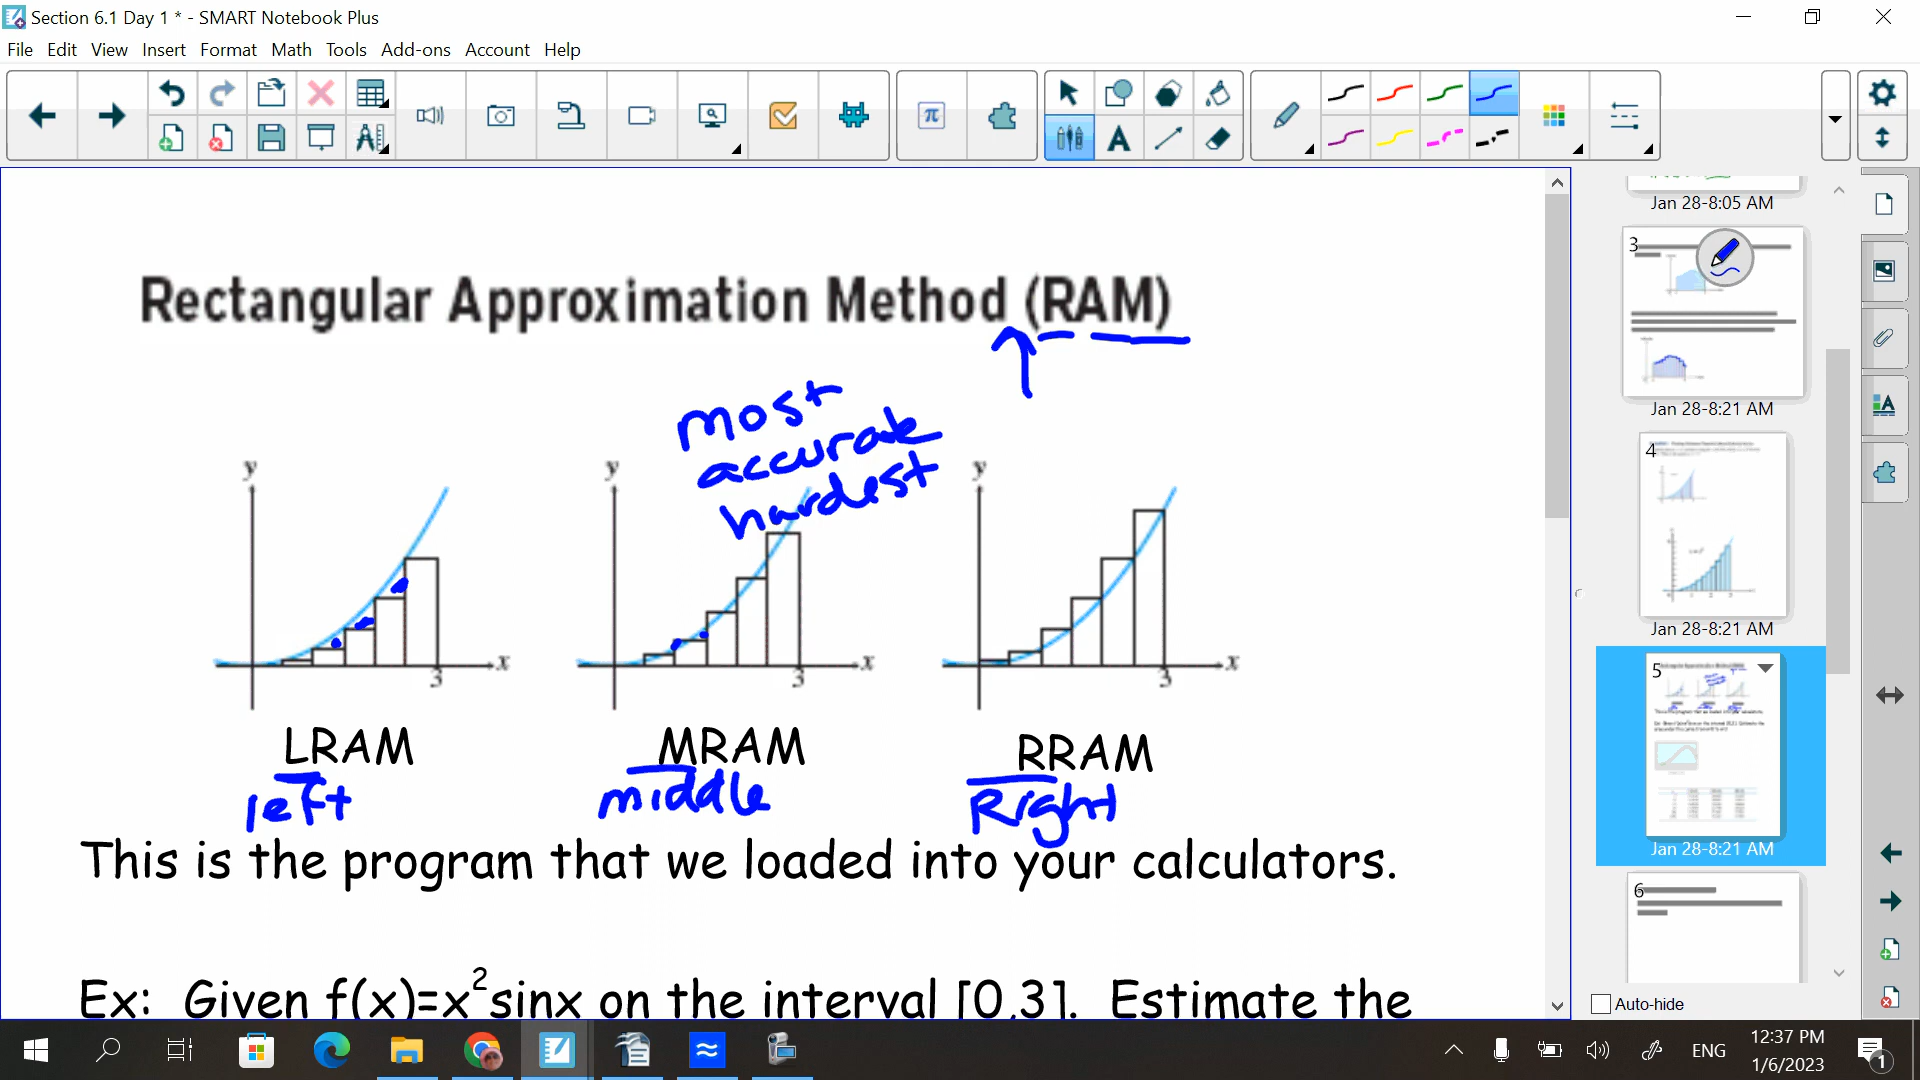 Section 6.1 Day 1 * - SMART Notebook Plus
File Edit View Insert Format Math Tools Add-ons Account Help
Jan 28-8:05 AM
Rectangular Approximation Method (RAM)
most
accurate
hardest
y
y
y
x
x
x
3
3
3
LRAM
MRAM
RRAM
left
middle
Right
This is the program that we loaded into your calculators.
Ex: Given f(x)=x²sinx on the interval [0,3]. Estimate the
3
Jan 28-8:21 AM
4
Jan 28-8:21 AM
5
Jan 28-8:21 AM
6
Auto-hide
ENG
12:37 PM
1/6/2023
1